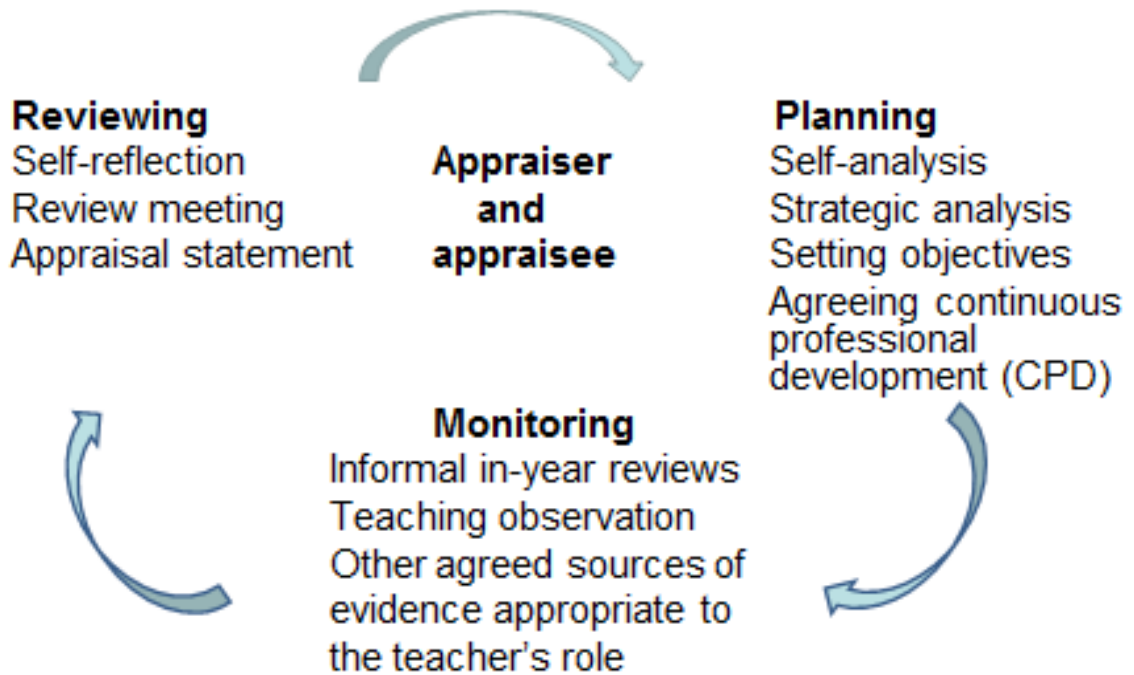 Reviewing
Self-reflection
Review meeting
Appraisal statement
Appraiser
and
appraisee
Planning
Self-analysis
Strategic analysis
Setting objectives
Agreeing continuous
professional
development (CPD)
Monitoring
Informal in-year reviews
Teaching observation
Other agreed sources of
evidence appropriate to
the teacher's role